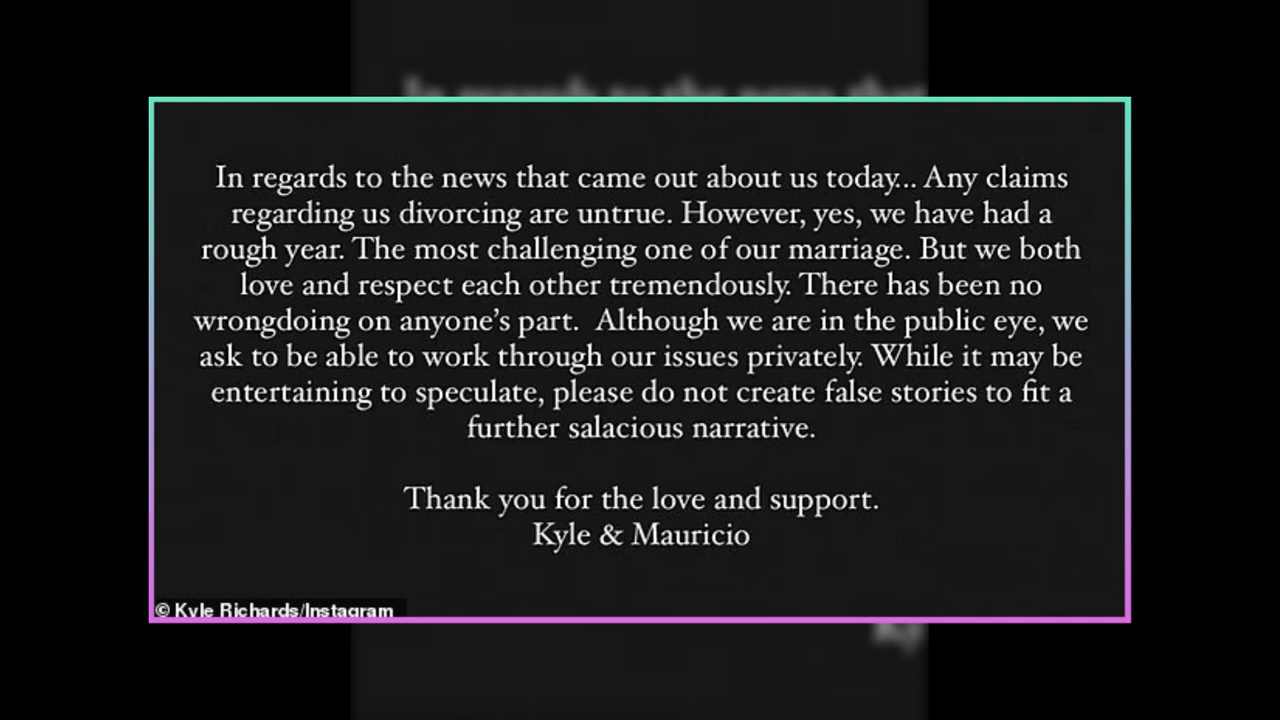 In regards to the news that came out about us today... Any claims
regarding us divorcing are untrue. However, yes, we have had a
rough year. The most challenging one of our marriage. But we both
love and respect each other tremendously. There has been no
wrongdoing on anyone’s part.  Although we are in the public eye, we
ask to be able to work through our issues privately. While it may be
entertaining to speculate, please do not create false stories to fit a
further salacious narrative.
Thank you for the love and support.
Kyle & Mauricio
© Kyle Richards/Instagram